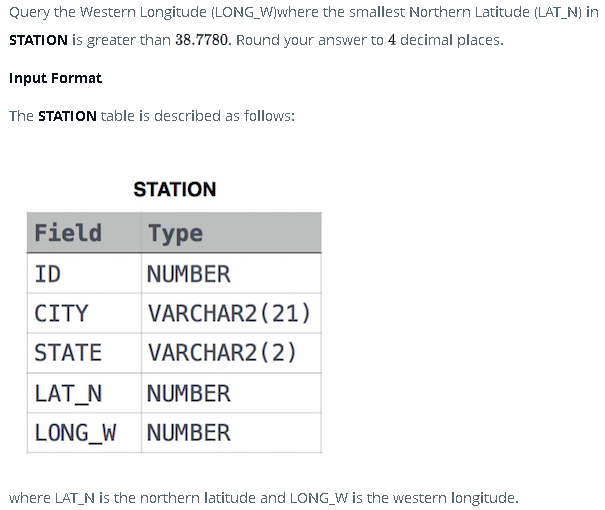 Query the Western Longitude (LONG_W)where the smallest Northern Latitude (LAT_N) in
STATION is greater than 38.7780. Round your answer to 4 decimal places.
Input Format
The STATION table is described as follows:
STATION
Field Type
ID NUMBER
CITY VARCHAR2(21)
STATE VARCHAR2(2)
LAT_N NUMBER
LONG_W NUMBER
where LAT_N is the northern latitude and LONG_W is the western longitude.